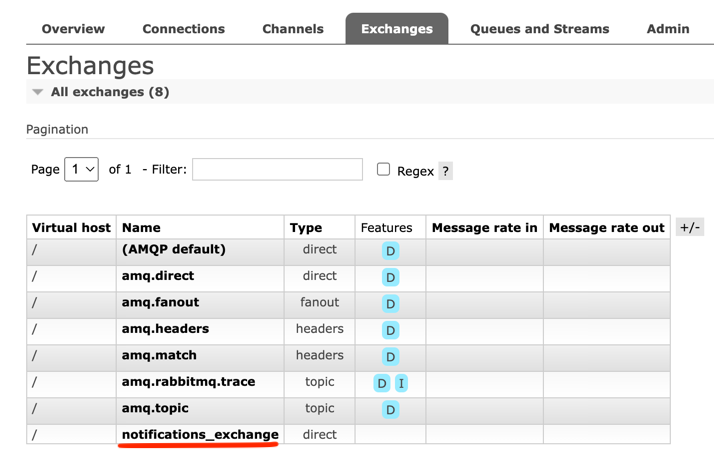 Overview Connections Channels Exchanges Queues and Streams Admin
Exchanges
All exchanges (8)
Pagination
Page 1 of 1 - Filter: Regex ?
Virtual host Name Type Features Message rate in Message rate out +/-
/ (AMQP default) direct D
/ amq.direct direct D
/ amq.fanout fanout D
/ amq.headers headers D
/ amq.match headers D
/ amq.rabbitmq.trace topic D I
/ amq.topic topic D
/ notifications_exchange direct